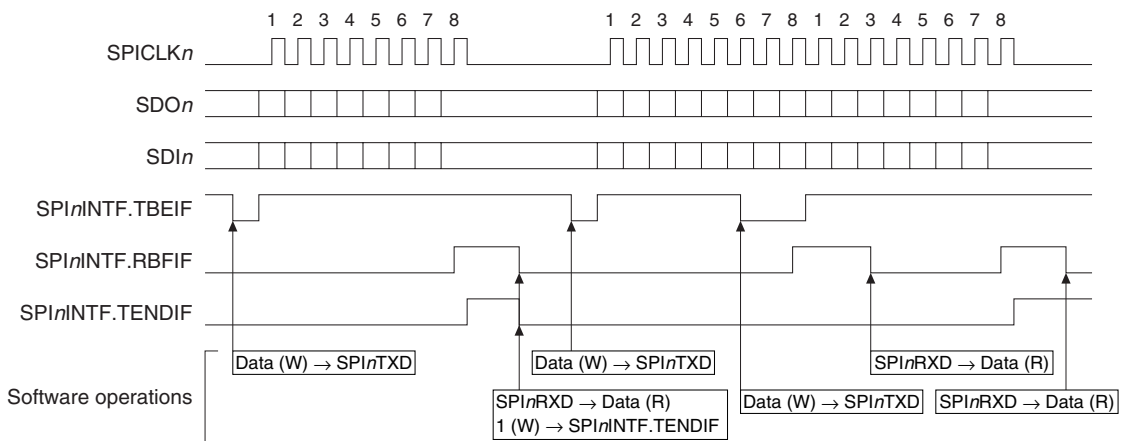 1 2 3 4 5 6 7 8 1 2 3 4 5 6 7 8 1 2 3 4 5 6 7 8
SPICLKn
SDOn
SDIn
SPInINTF.TBEIF
SPInINTF.RBFIF
SPInINTF.TENDIF
Data (W) → SPInTXD Data (W) → SPInTXD SPInRXD → Data (R)
Software operations
SPInRXD → Data (R)
1 (W) → SPInINTF.TENDIF
Data (W) → SPInTXD SPInRXD → Data (R)